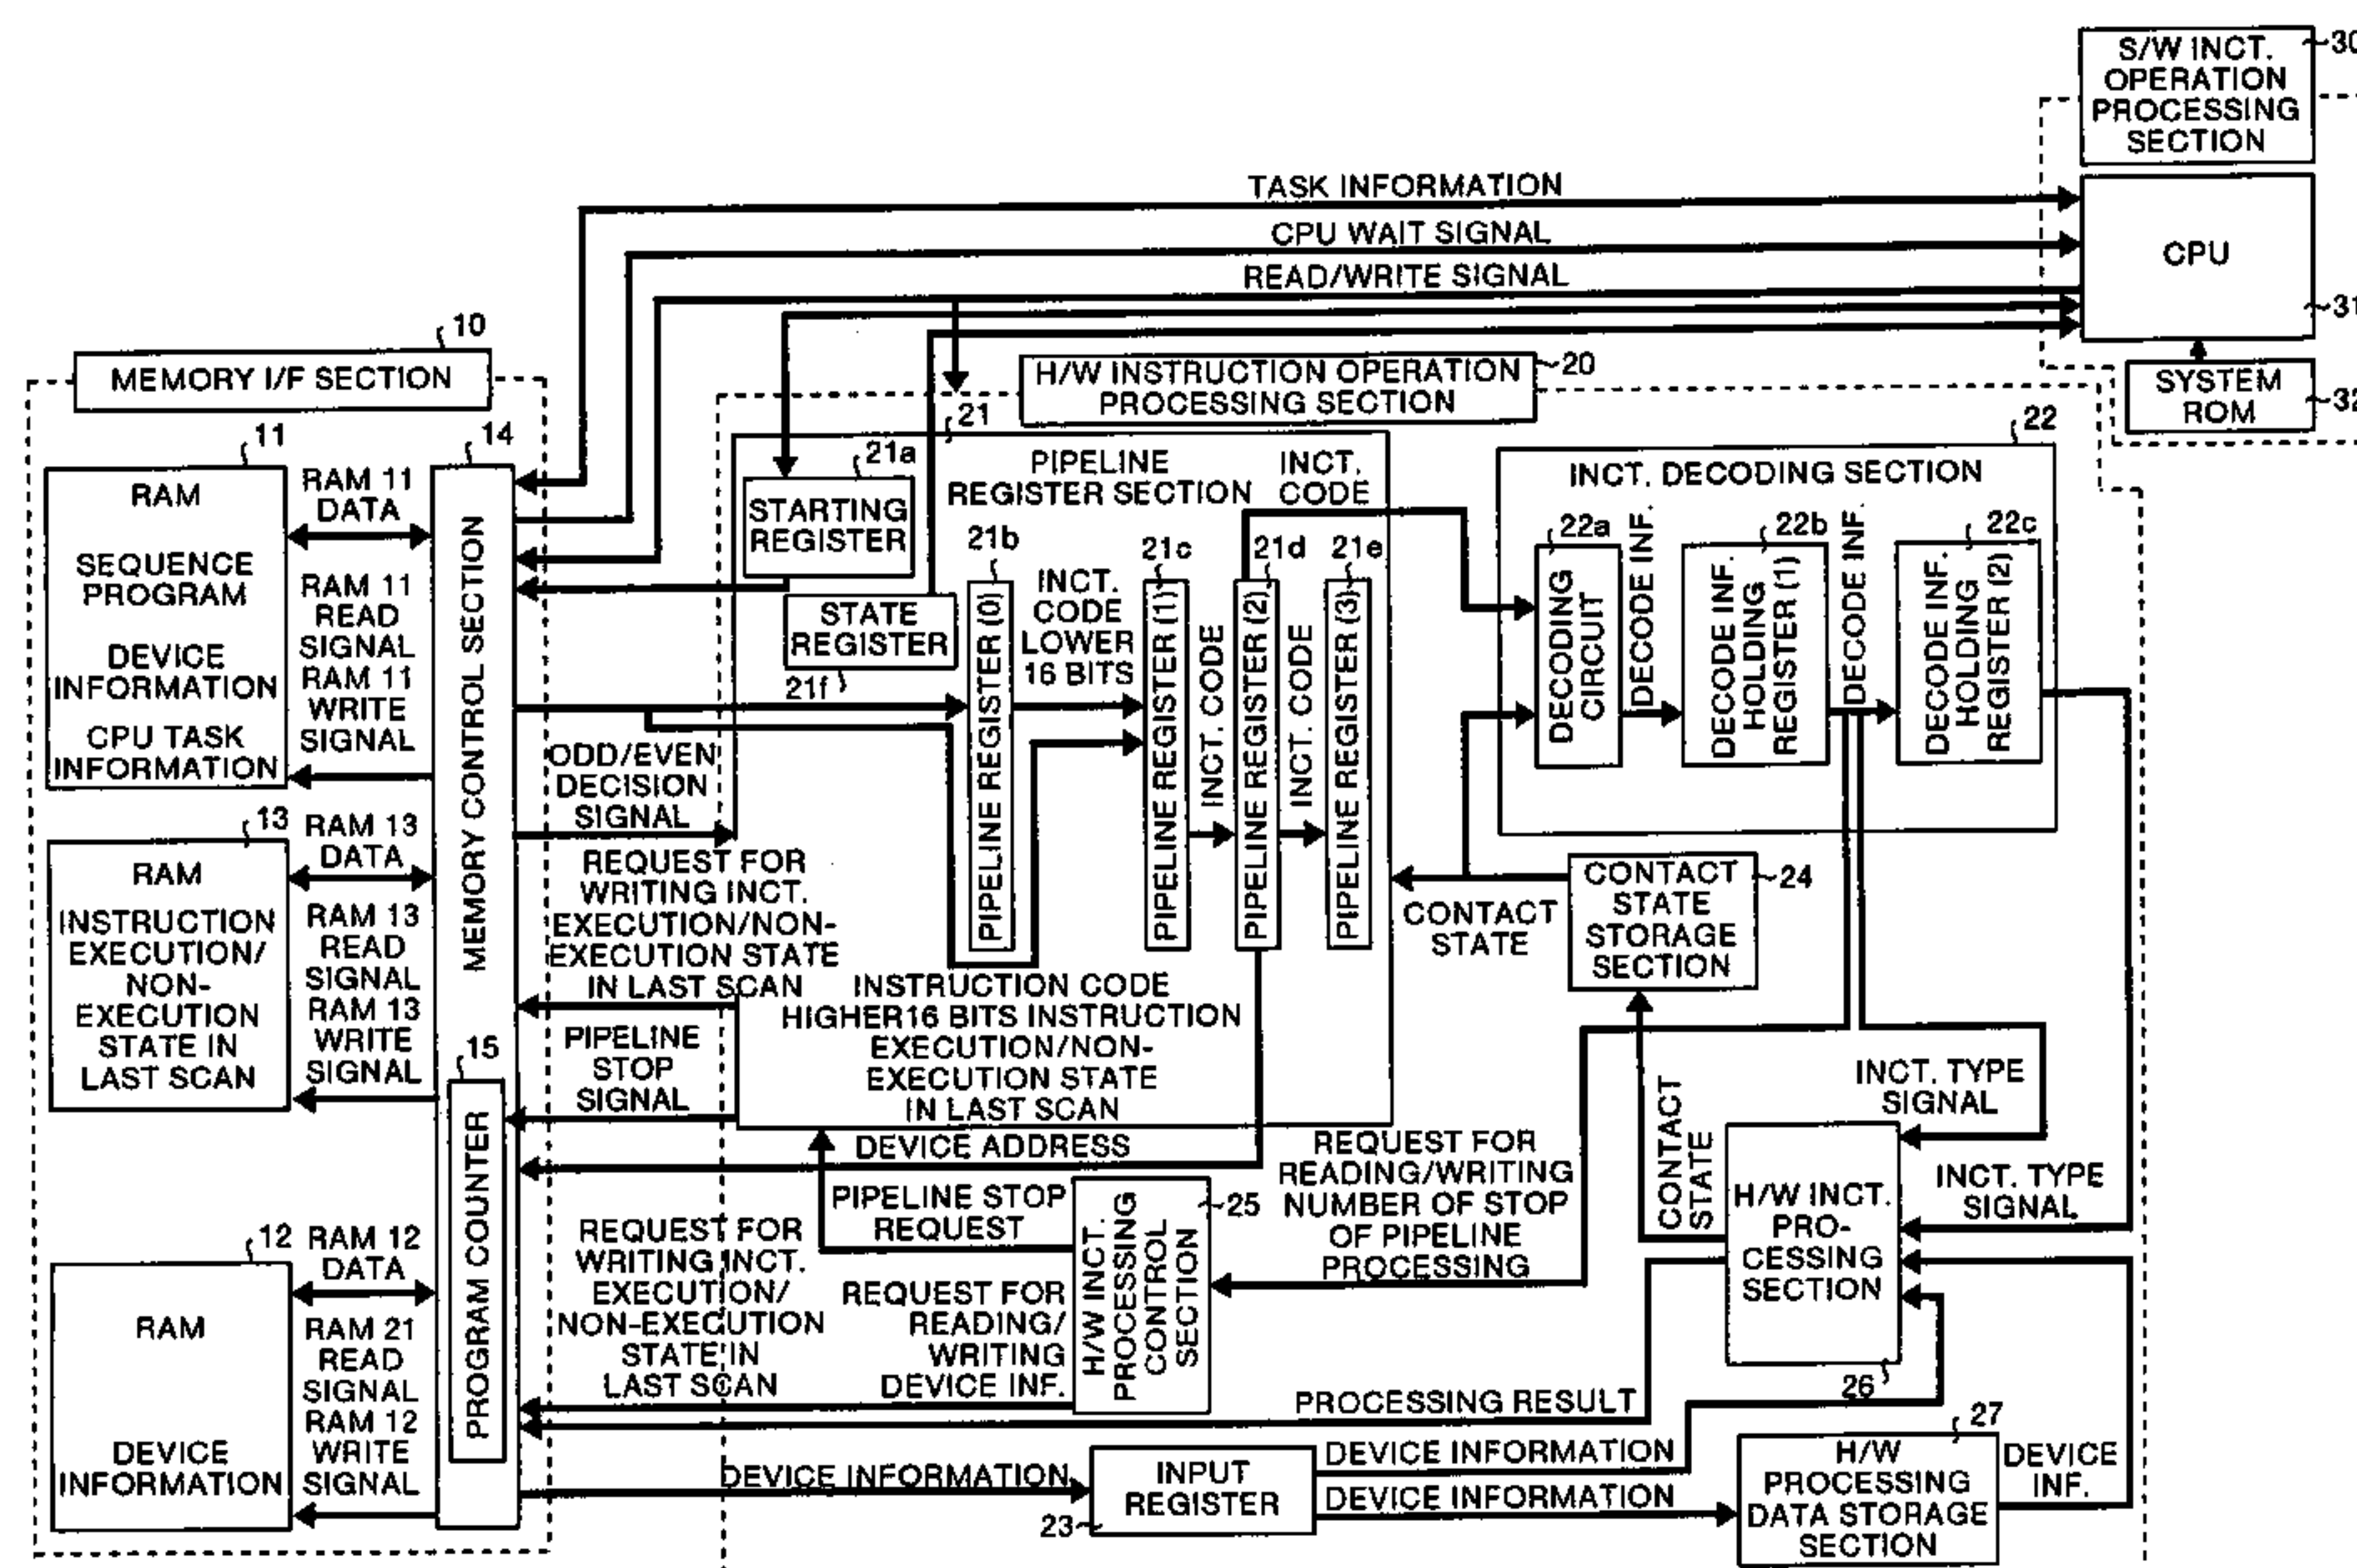 S/W INCT.
OPERATION
PROCESSING
SECTION
30
TASK INFORMATION
CPU WAIT SIGNAL
READ/WRITE SIGNAL
CPU
31
SYSTEM
ROM
32
10
MEMORY I/F SECTION
H/W INSTRUCTION OPERATION
PROCESSING SECTION
20
11
RAM
SEQUENCE
PROGRAM
DEVICE
INFORMATION
CPU TASK
INFORMATION
RAM 11
DATA
RAM 11
READ
SIGNAL
RAM 11
WRITE
SIGNAL
14
MEMORY CONTROL SECTION
13
RAM
INSTRUCTION
EXECUTION/
NON-
EXECUTION
STATE IN
LAST SCAN
RAM 13
DATA
RAM 13
READ
SIGNAL
RAM 13
WRITE
SIGNAL
15
PROGRAM COUNTER
12
RAM
DEVICE
INFORMATION
RAM 12
DATA
RAM 21
READ
SIGNAL
RAM 12
WRITE
SIGNAL
ODD/EVEN
DECISION
SIGNAL
REQUEST FOR
WRITING INCT.
EXECUTION/NON-
EXECUTION STATE
IN LAST SCAN
PIPELINE
STOP
SIGNAL
REQUEST FOR
WRITING INCT.
EXECUTION/
NON-EXECUTION
STATE IN
LAST SCAN
21
21a
STARTING
REGISTER
STATE
REGISTER
21f
PIPELINE
REGISTER SECTION
INCT.
CODE
21b
PIPELINE REGISTER (0)
INCT.
CODE
LOWER
16 BITS
21c
PIPELINE REGISTER (1)
INCT. CODE
21d
PIPELINE REGISTER (2)
INCT. CODE
21e
PIPELINE REGISTER (3)
INSTRUCTION CODE
HIGHER16 BITS INSTRUCTION
EXECUTION/NON-
EXECUTION STATE
IN LAST SCAN
22
INCT. DECODING SECTION
22a
DECODING
CIRCUIT
DECODE INF.
22b
DECODE INF.
HOLDING
REGISTER (1)
DECODE INF.
22c
DECODE INF.
HOLDING
REGISTER (2)
CONTACT
STATE
STORAGE
SECTION
24
CONTACT
STATE
DEVICE ADDRESS
PIPELINE STOP
REQUEST
REQUEST FOR
READING/
WRITING
DEVICE INF.
H/W INCT.
PROCESSING
CONTROL
SECTION
25
REQUEST FOR
READING/WRITING
NUMBER OF STOP
OF PIPELINE
PROCESSING
CONTACT
STATE
INCT. TYPE
SIGNAL
INCT. TYPE
SIGNAL
H/W INCT.
PRO-
CESSING
SECTION
26
PROCESSING RESULT
DEVICE INFORMATION
INPUT
REGISTER
23
DEVICE INFORMATION
DEVICE INFORMATION
27
H/W
PROCESSING
DATA STORAGE
SECTION
DEVICE
INF.